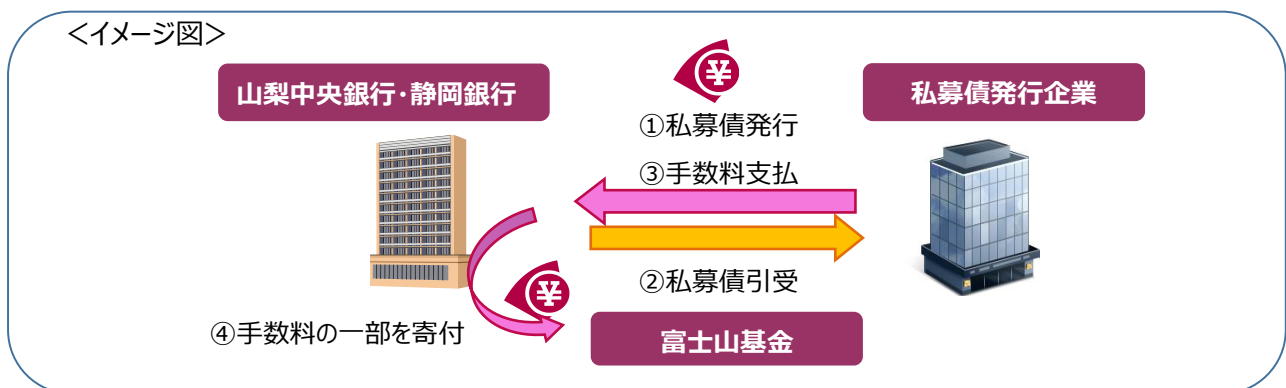 ＜イメージ図＞
山梨中央銀行・静岡銀行
¥
私募債発行企業
①私募債発行
③手数料支払
②私募債引受
¥
④手数料の一部を寄付
富士山基金